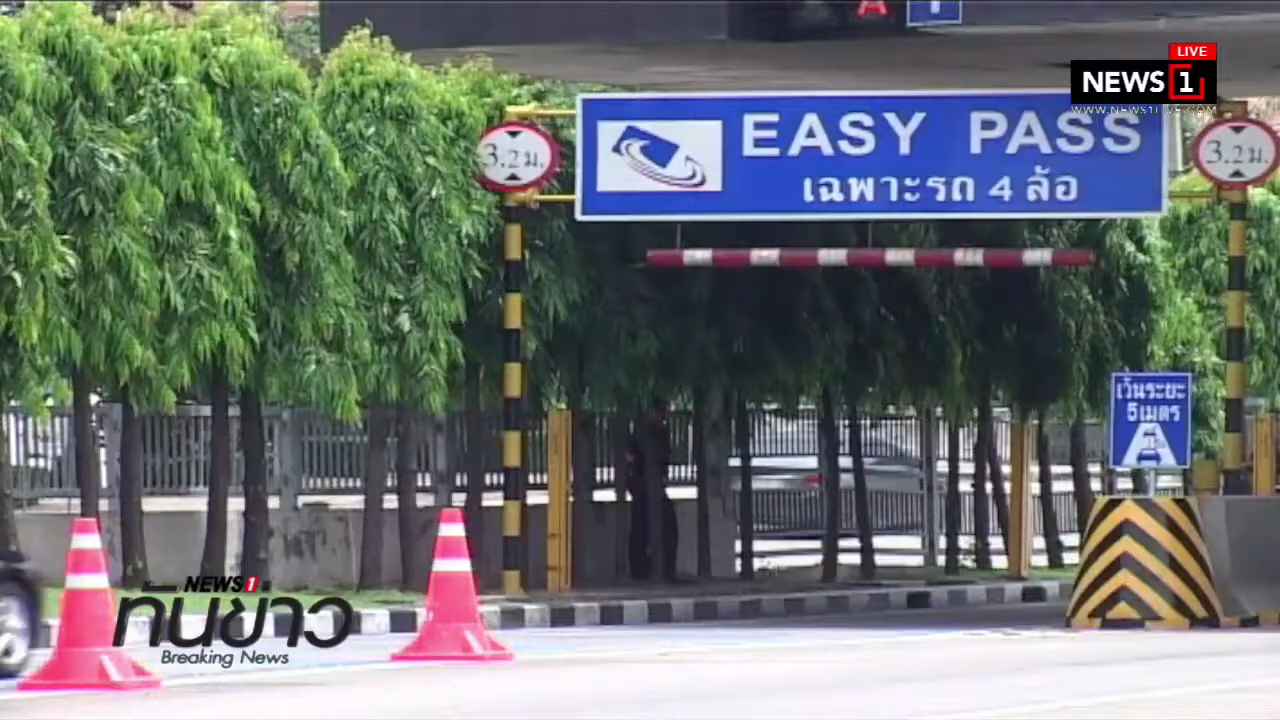 A
LIVE
NEWS 1
WWW.NEWS1LIVE.COM
3.2 ม.
EASY PASS
เฉพาะรถ 4 ล้อ
3.2 ม.
เว้นระยะ
5 เมตร
NEWS 1
ทันข่าว
Breaking News